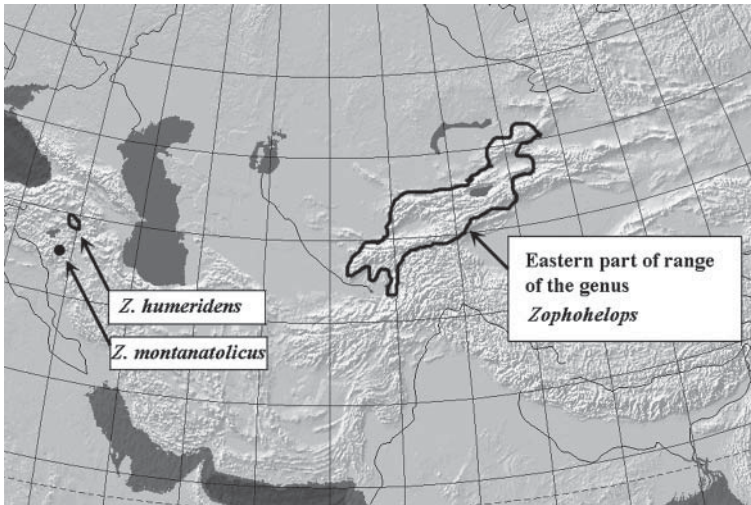 Z. humeridens
Z. montanatolicus
Eastern part of range
of the genus
Zophohelops